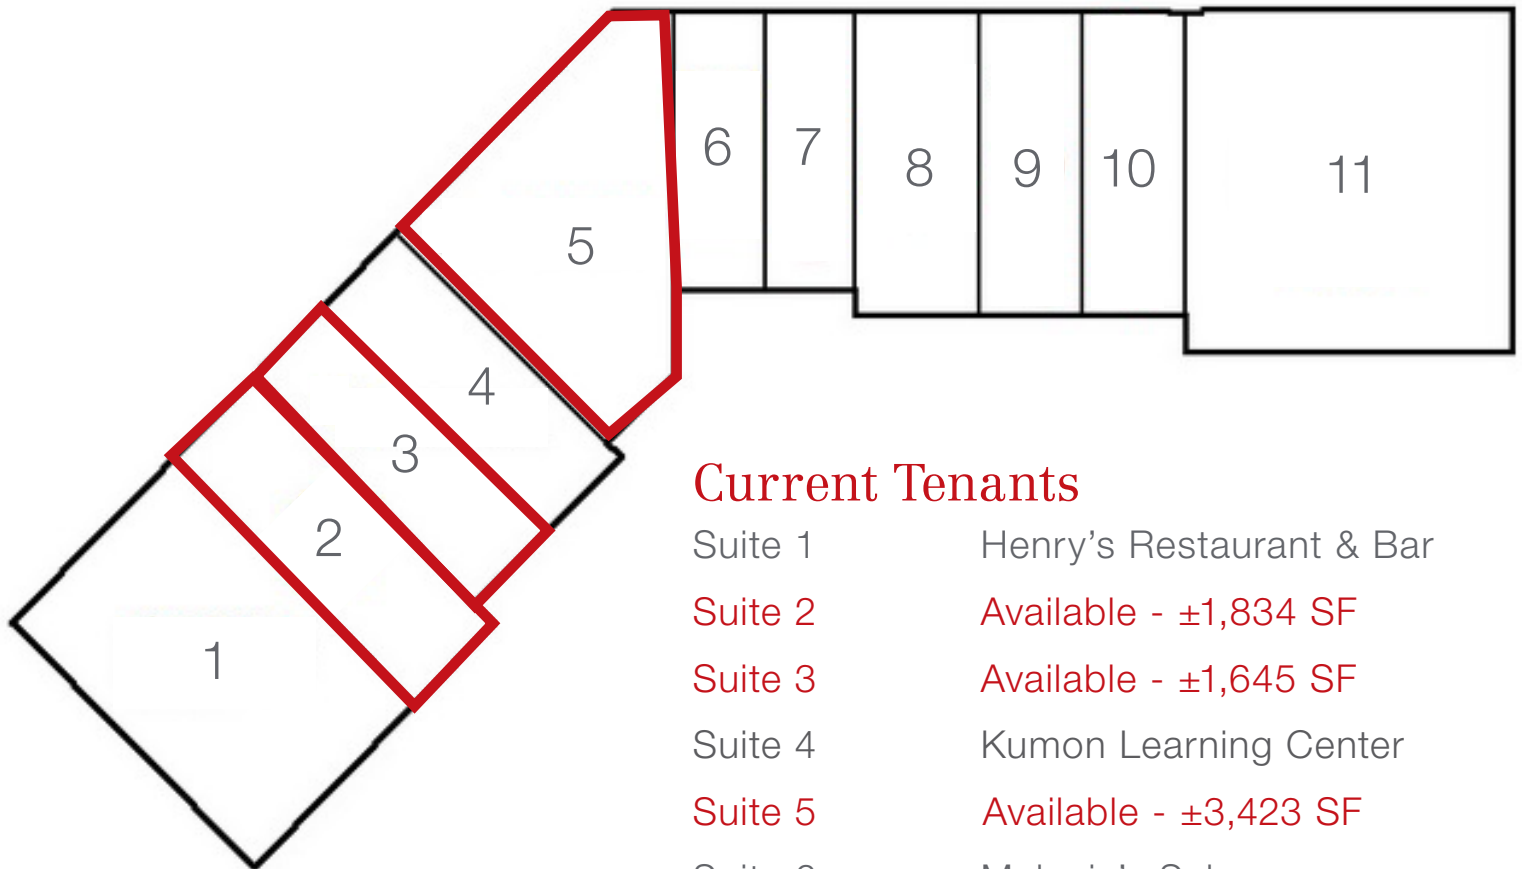 6
7
8
9
10
11
5
4
3
2
1
Current Tenants
Suite 1 Henry’s Restaurant & Bar
Suite 2 Available - ±1,834 SF
Suite 3 Available - ±1,645 SF
Suite 4 Kumon Learning Center
Suite 5 Available - ±3,423 SF